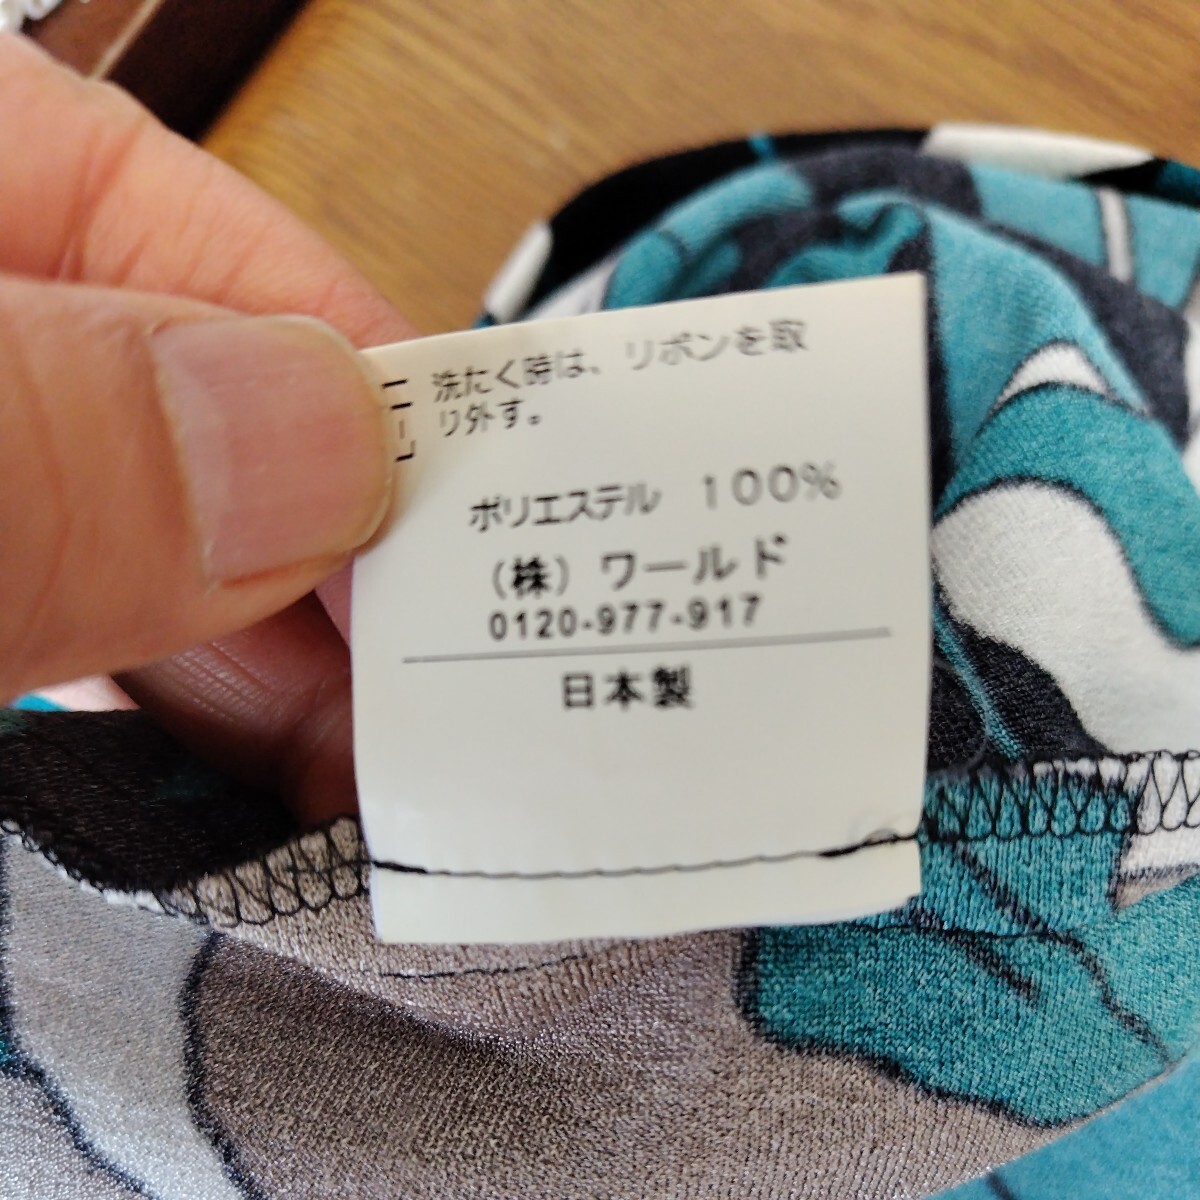 洗たく時は、リボンを取
り外す。
ポリエステル 100%
(株) ワールド
0120-977-917
日本製